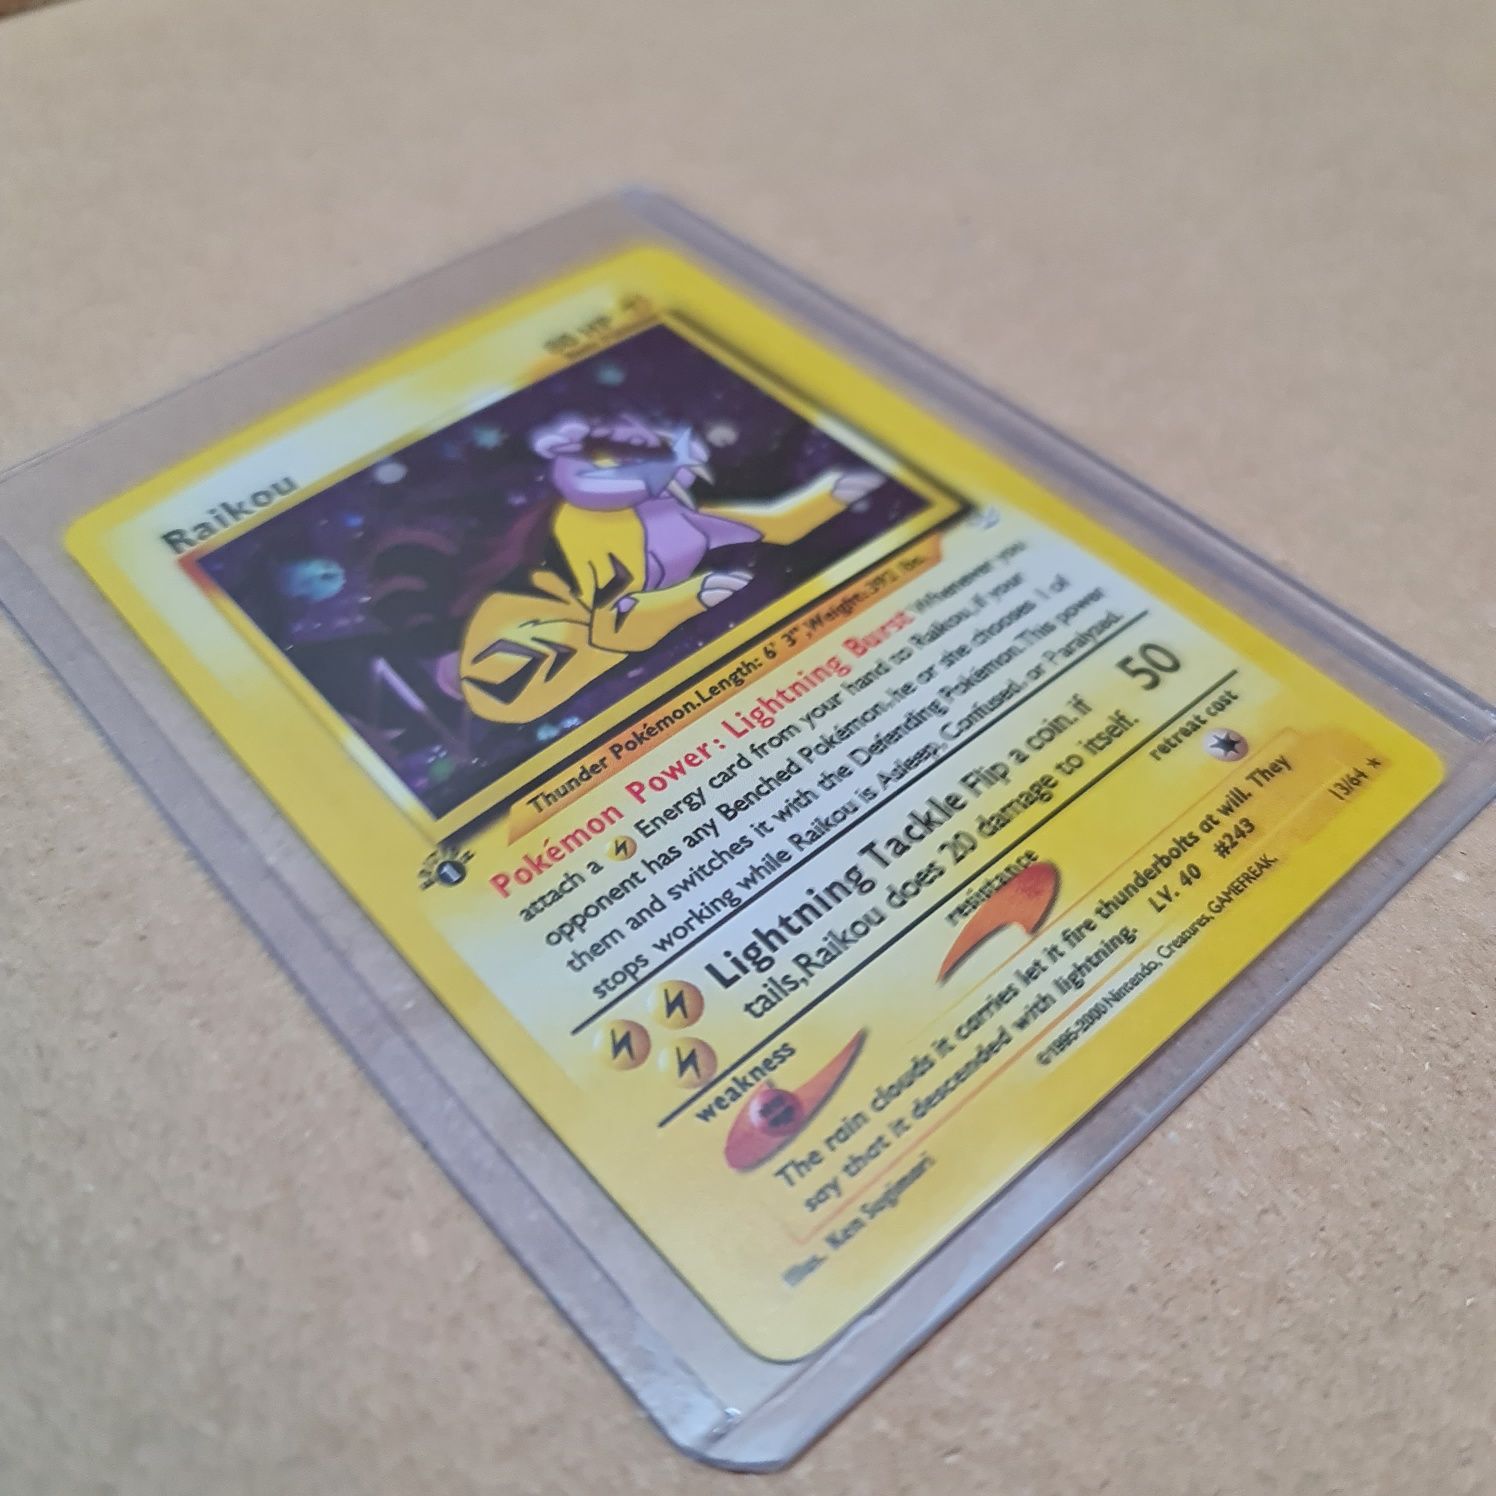 Raikou
80 HP
Thunder Pokémon. Length: 6' 3", Weight: 392 lbs.
Pokémon Power: Lightning Burst Whenever you
attach a Energy card from your hand to Raikou, if your
opponent has any Benched Pokémon, he or she chooses 1 of
them and switches it with the Defending Pokémon. This power
stops working while Raikou is Asleep, Confused, or Paralyzed.
Lightning Tackle Flip a coin. if
tails, Raikou does 20 damage to itself.
50
weakness
resistance
retreat cost
The rain clouds it carries let it fire thunderbolts at will. They
say that it descended with lightning. LV. 40 #243
Illus. Ken Sugimori
©1995-2000 Nintendo, Creatures, GAMEFREAK.
13/64 ★